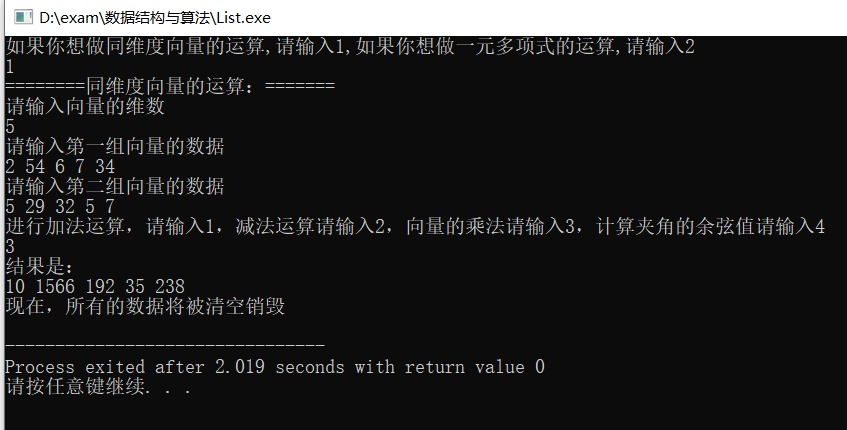 D:\exam\数据结构与算法\List.exe
如果你想做同维度向量的运算,请输入1,如果你想做一元多项式的运算,请输入2
1
========同维度向量的运算：=======
请输入向量的维数
5
请输入第一组向量的数据
2 54 6 7 34
请输入第二组向量的数据
5 29 32 5 7
进行加法运算，请输入1，减法运算请输入2，向量的乘法请输入3，计算夹角的余弦值请输入4
3
结果是：
10 1566 192 35 238
现在，所有的数据将被清空销毁
--------------------------------
Process exited after 2.019 seconds with return value 0
请按任意键继续. . .